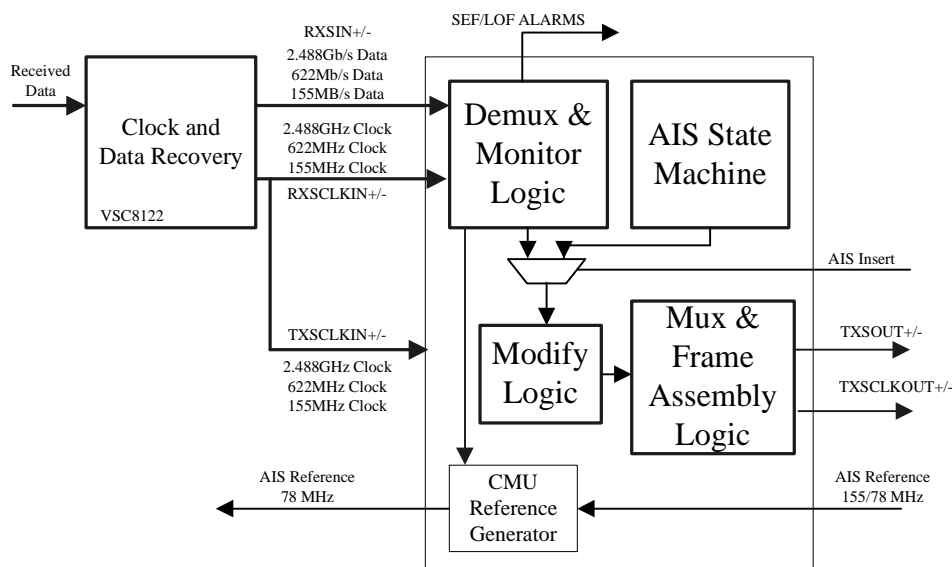 SEF/LOF ALARMS
RXSIN+/-
2.488Gb/s Data
622Mb/s Data
155MB/s Data
Received
Data
Clock and
Data Recovery
VSC8122
2.488GHz Clock
622MHz Clock
155MHz Clock
RXSCLKIN+/-
Demux &
Monitor
Logic
AIS State
Machine
AIS Insert
TXSCLKIN+/-
2.488GHz Clock
622MHz Clock
155MHz Clock
Modify
Logic
Mux &
Frame
Assembly
Logic
TXSOUT+/-
TXSCLKOUT+/-
AIS Reference
78 MHz
CMU
Reference
Generator
AIS Reference
155/78 MHz